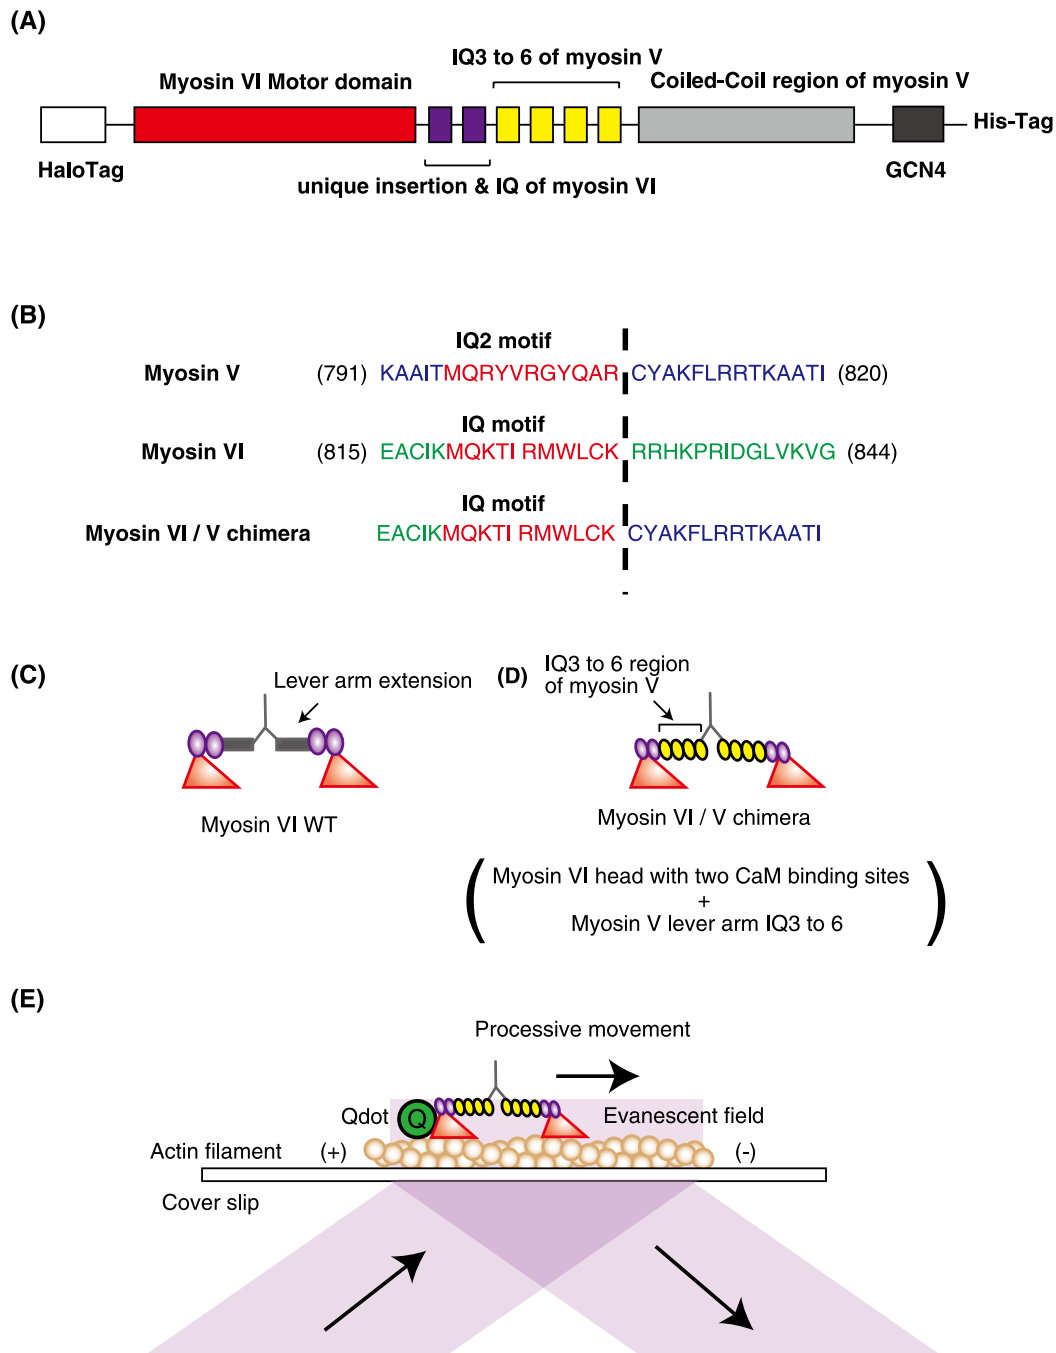 (A)
IQ3 to 6 of myosin V
Myosin VI Motor domain
Coiled-Coil region of myosin V
His-Tag
HaloTag
GCN4
unique insertion & IQ of myosin VI
(B)
IQ2 motif
Myosin V (791) KAAITMQRYVRGYQAR CYAKFLRRTKAATI (820)
IQ motif
Myosin VI (815) EACIKMQKTI RMWLCK RRHKPRIDGLVKVG (844)
IQ motif
Myosin VI / V chimera EACIKMQKTI RMWLCK CYAKFLRRTKAATI
(C)
Lever arm extension
Myosin VI WT
(D)
IQ3 to 6 region
of myosin V
Myosin VI / V chimera
Myosin VI head with two CaM binding sites
+
Myosin V lever arm IQ3 to 6
(E)
Processive movement
Qdot
Q
Evanescent field
Actin filament (+) (-)
Cover slip